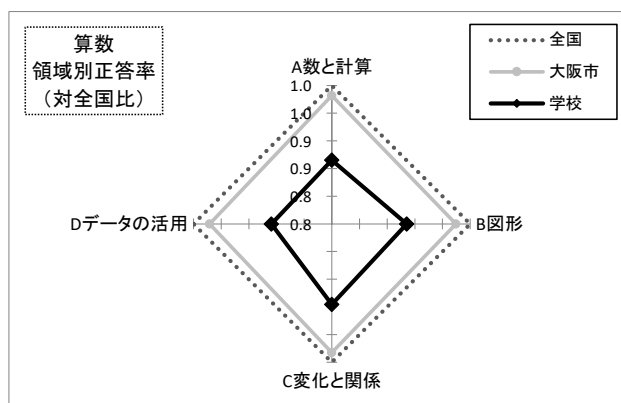 算数
領域別正答率
（対全国比）
全国
大阪市
学校
A数と計算
1.0
1.0
0.9
0.9
0.8
0.8
Dデータの活用
B図形
C変化と関係